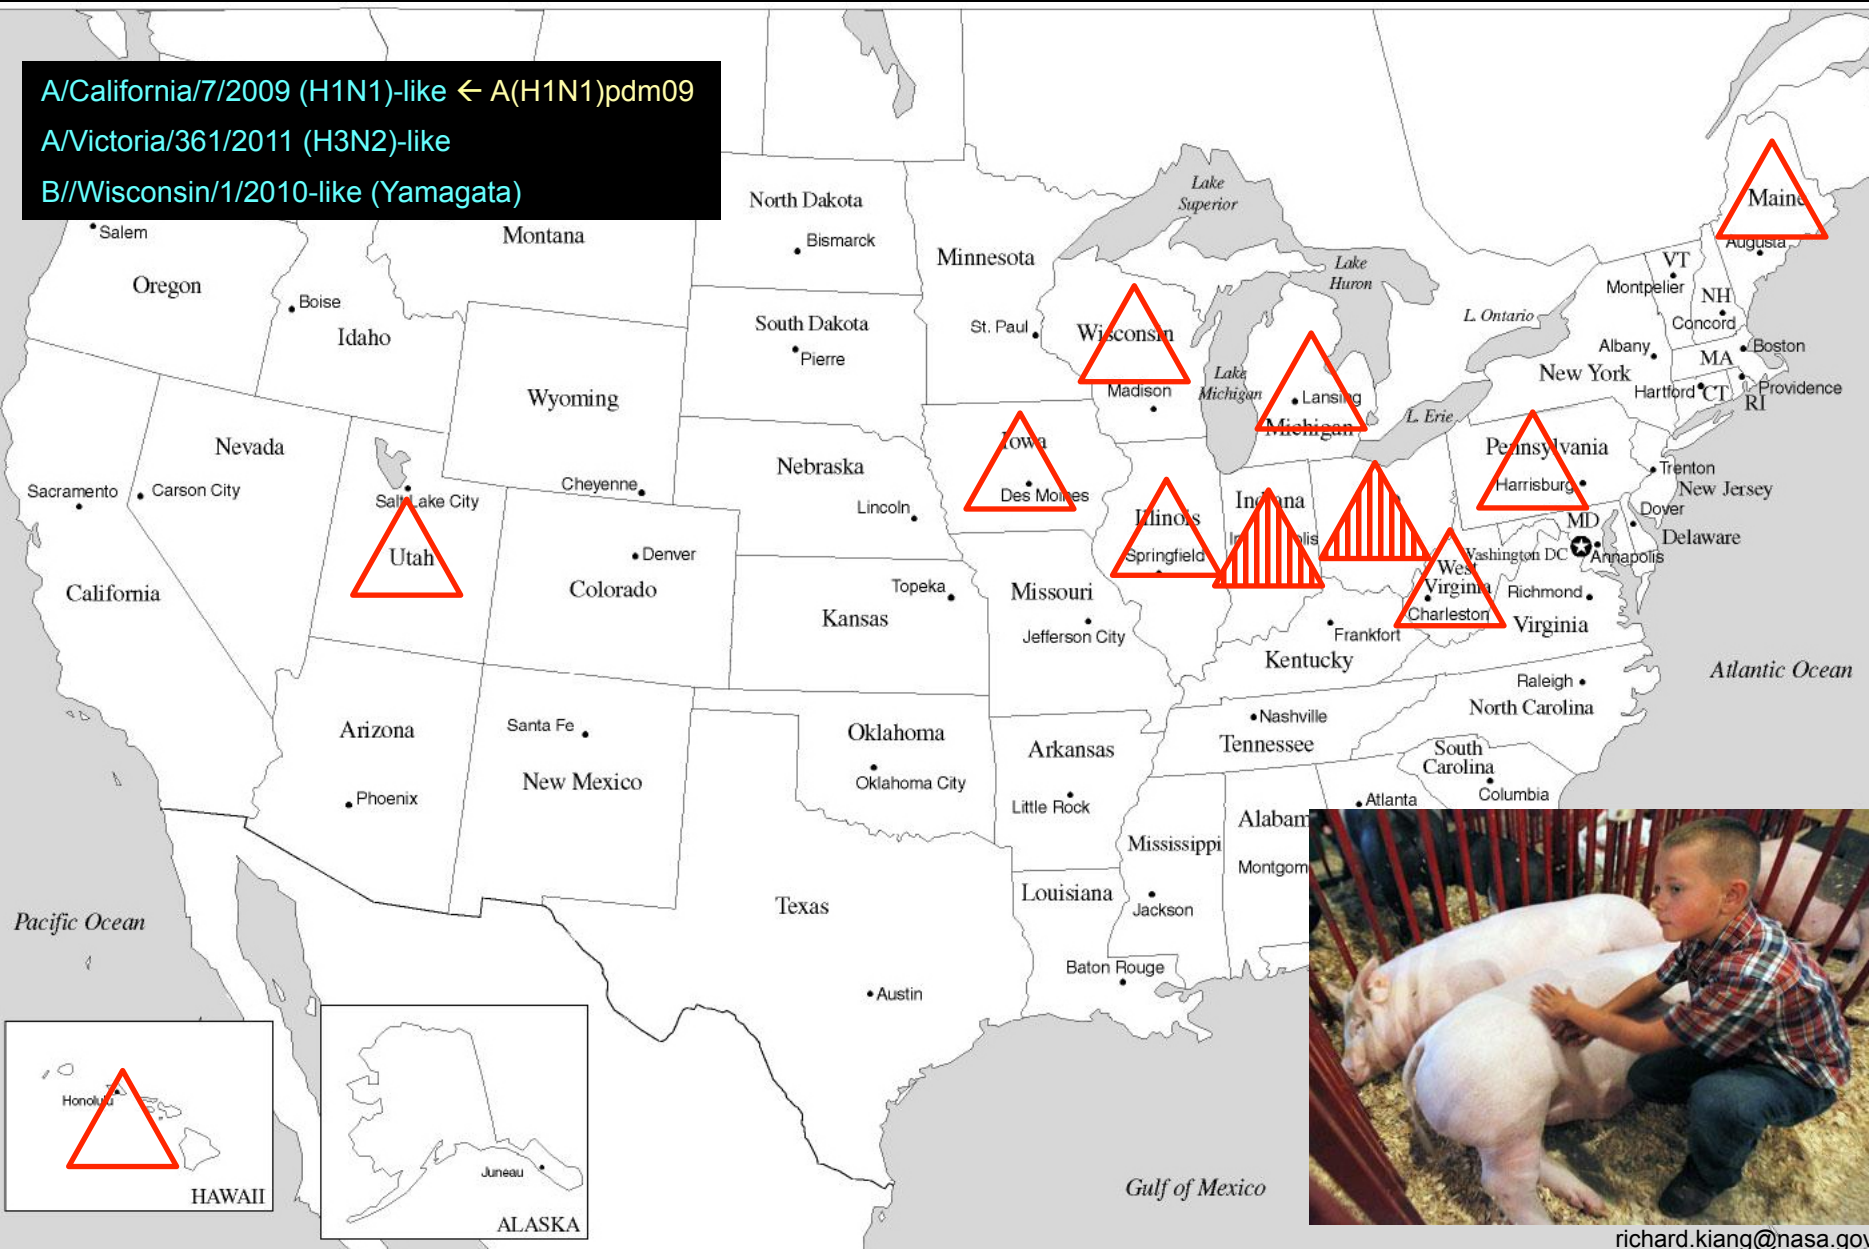 A/California/7/2009 (H1N1)-like ← A(H1N1)pdm09
A/Victoria/361/2011 (H3N2)-like
B//Wisconsin/1/2010-like (Yamagata)
Salem
Oregon
Boise
Idaho
Montana
North Dakota
Bismarck
South Dakota
Pierre
Minnesota
St. Paul
Lake
Superior
Lake
Huron
Lake
Michigan
L. Ontario
L. Erie
Wisconsin
Madison
Lansing
Michigan
Maine
Augusta
VT
Montpelier
NH
Concord
Albany
New York
MA
Boston
Hartford
CT
RI
Providence
Wyoming
Cheyenne
Nevada
Carson City
Sacramento
California
Salt Lake City
Utah
Nebraska
Lincoln
Iowa
Des Moines
Illinois
Springfield
Indiana
Pennsylvania
Harrisburg
Trenton
New Jersey
MD
Dover
Delaware
Washington DC
Annapolis
West
Virginia
Charleston
Richmond
Virginia
Denver
Colorado
Topeka
Kansas
Missouri
Jefferson City
Frankfort
Kentucky
Raleigh
North Carolina
Atlantic Ocean
Arizona
Phoenix
Santa Fe
New Mexico
Oklahoma
Oklahoma City
Arkansas
Little Rock
Nashville
Tennessee
South
Carolina
Columbia
Atlanta
Alabam
Montgom
Mississippi
Jackson
Louisiana
Baton Rouge
Texas
Austin
Pacific Ocean
Gulf of Mexico
Honolulu
HAWAII
Juneau
ALASKA
richard.kiang@nasa.gov